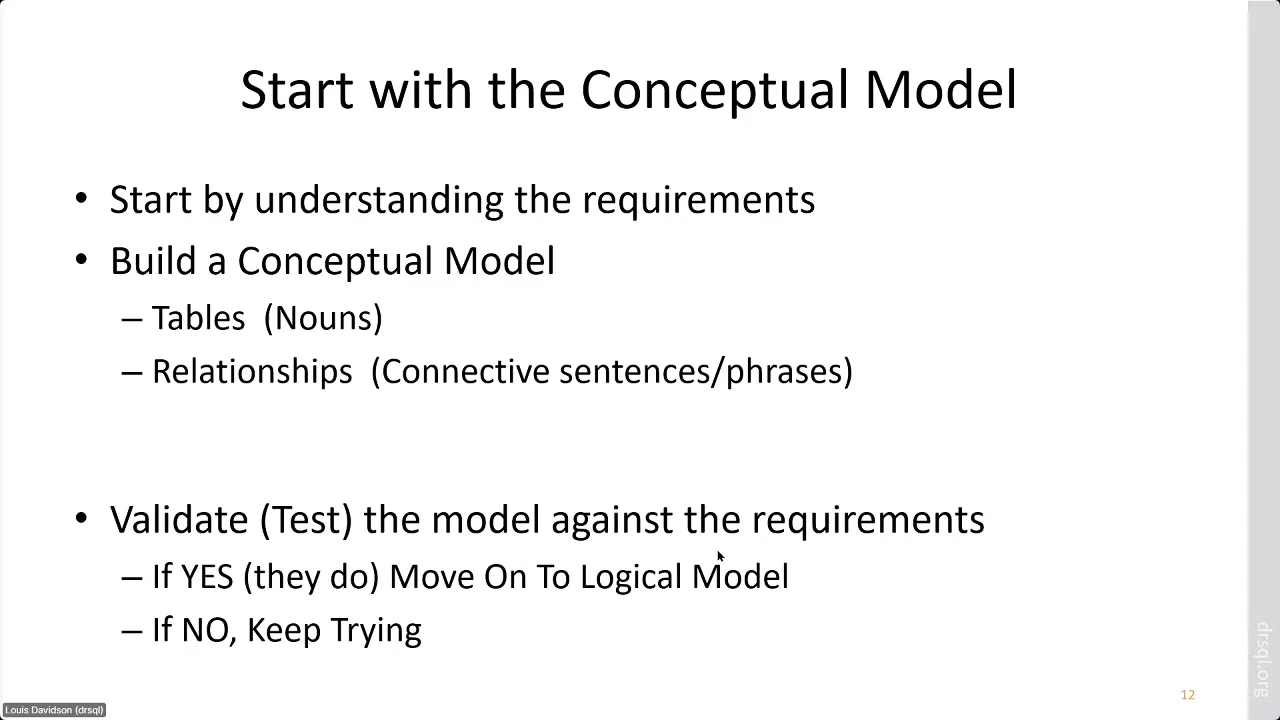 Start with the Conceptual Model
• Start by understanding the requirements
• Build a Conceptual Model
– Tables  (Nouns)
– Relationships  (Connective sentences/phrases)
• Validate (Test) the model against the requirements
– If YES (they do) Move On To Logical Model
– If NO, Keep Trying
drsql.org
12
Louis Davidson (drsql)